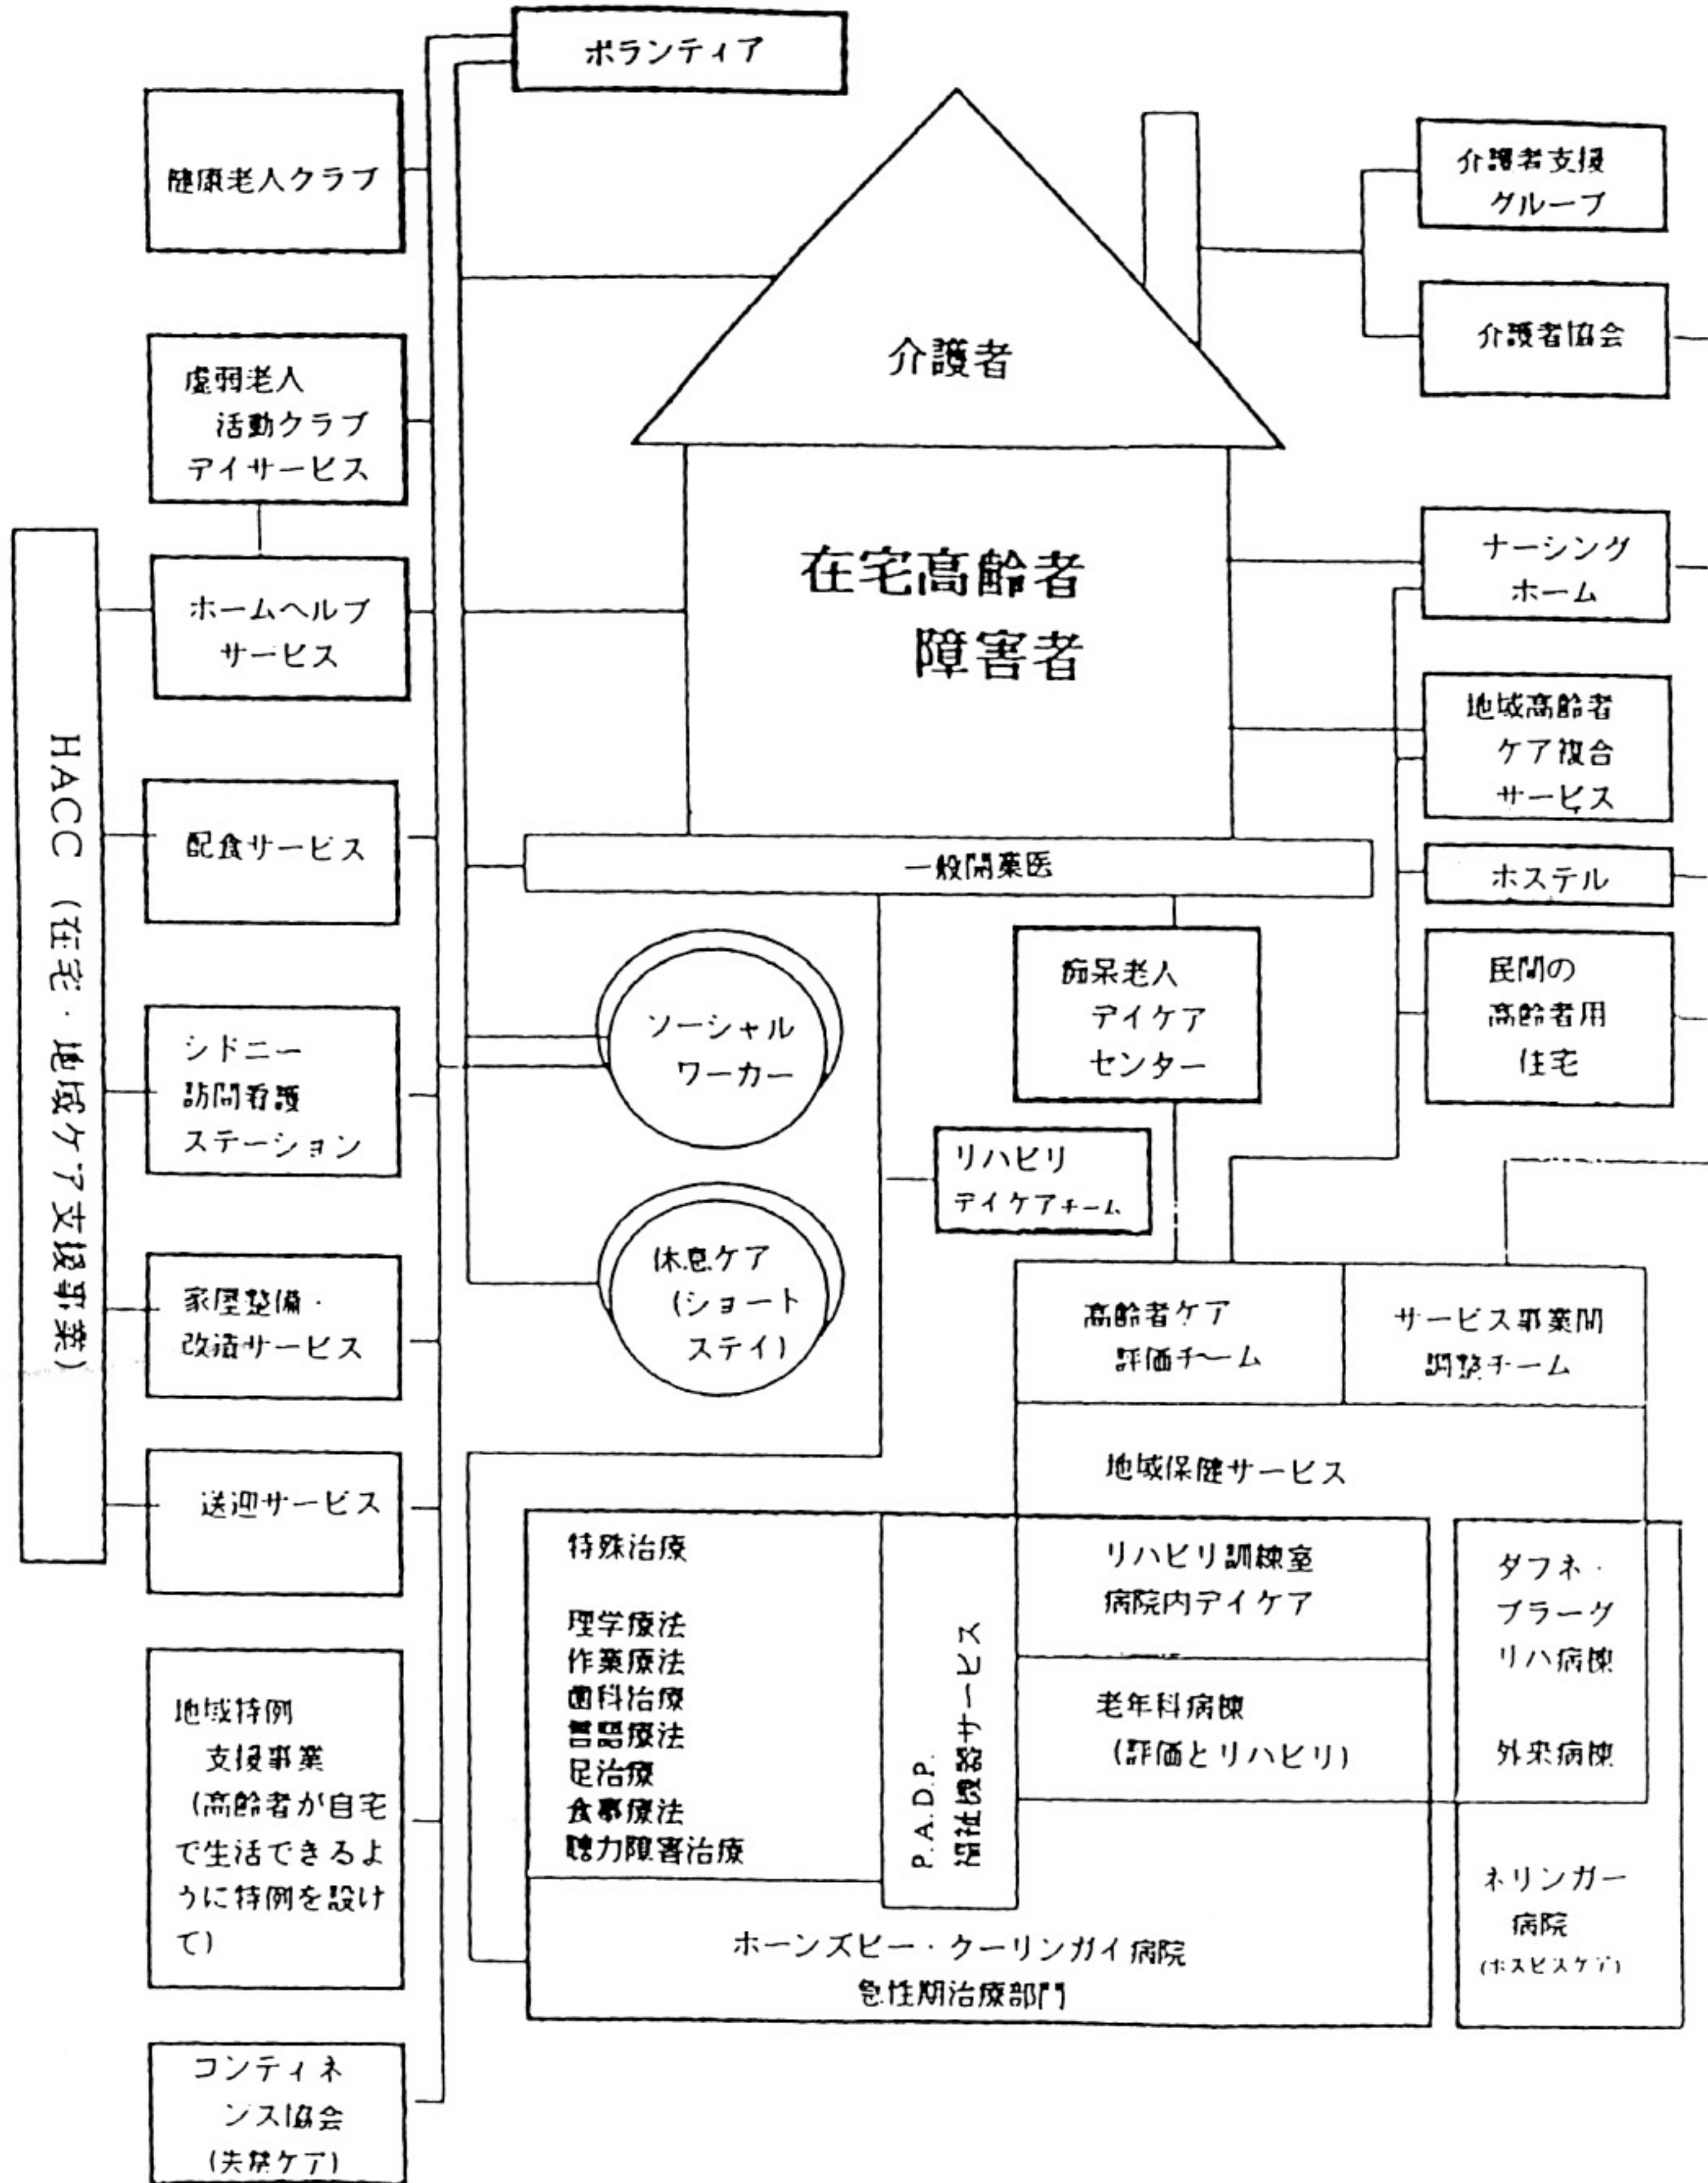 ボランティア
健康老人クラブ
虚弱老人
活動クラブ
デイサービス
ホームヘルプ
サービス
配食サービス
シドニー
訪問看護
ステーション
家屋整備・
改造サービス
送迎サービス
地域特例
支援事業
(高齢者が自宅
で生活できるよ
うに特例を設け
て)
コンティネ
ンス協会
(失禁ケア)
HACC (在宅・地域ケア支援事業)
介護者
在宅高齢者
障害者
一般開業医
ソーシャル
ワーカー
休息ケア
(ショート
ステイ)
痴呆老人
デイケア
センター
リハビリ
デイケアチーム
介護者支援
グループ
介護者協会
ナーシング
ホーム
地域高齢者
ケア複合
サービス
ホステル
民間の
高齢者用
住宅
高齢者ケア
評価チーム
サービス事業間
調整チーム
地域保健サービス
特殊治療
理学療法
作業療法
歯科治療
言語療法
足治療
食事療法
聴力障害治療
P.A.D.P.
福祉機器サービス
リハビリ訓練室
病院内デイケア
老年科病棟
(評価とリハビリ)
ホーンズビー・クーリンガイ病院
急性期治療部門
ダフネ・
ブラーグ
リハ病棟
外来病棟
ネリンガー
病院
(ホスピスケア)